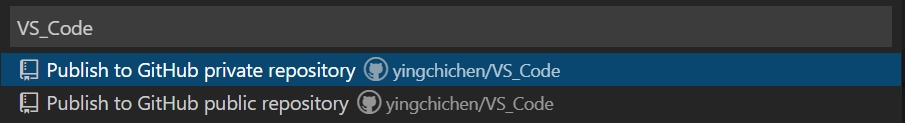 VS_Code
Publish to GitHub private repository yingchichen/VS_Code
Publish to GitHub public repository yingchichen/VS_Code